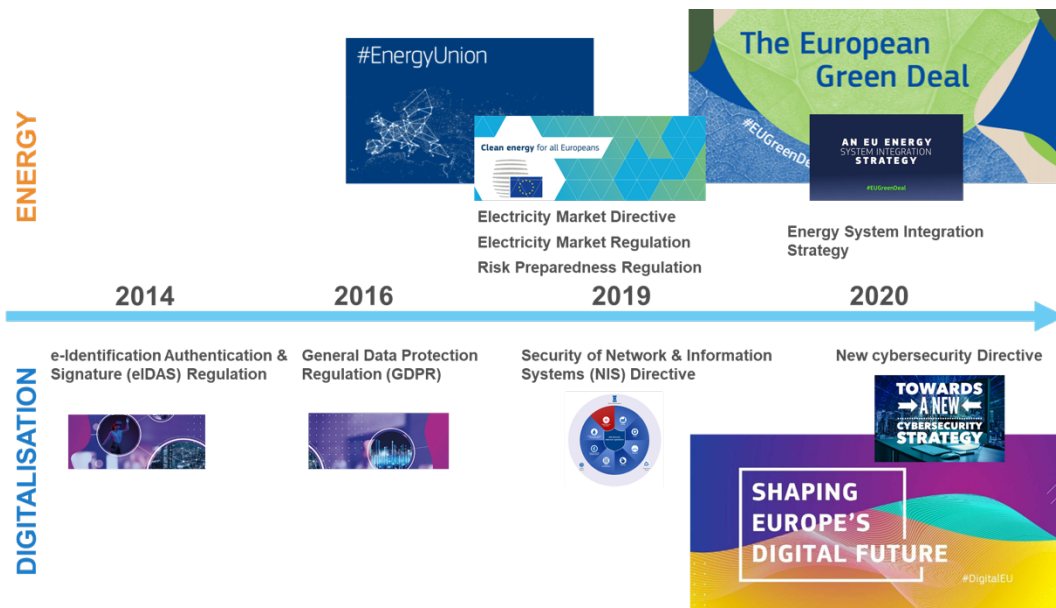 ENERGY
#EnergyUnion
The European
Green Deal
#EUGreenDeal
Clean energy for all Europeans
AN EU ENERGY
SYSTEM INTEGRATION
STRATEGY
#EUGreenDeal
Electricity Market Directive
Electricity Market Regulation
Risk Preparedness Regulation
Energy System Integration
Strategy
2014
2016
2019
2020
DIGITALISATION
e-Identification Authentication &
Signature (eIDAS) Regulation
General Data Protection
Regulation (GDPR)
Security of Network & Information
Systems (NIS) Directive
New cybersecurity Directive
TOWARDS
A NEW
CYBERSECURITY
STRATEGY
SHAPING
EUROPE'S
DIGITAL FUTURE
#DigitalEU